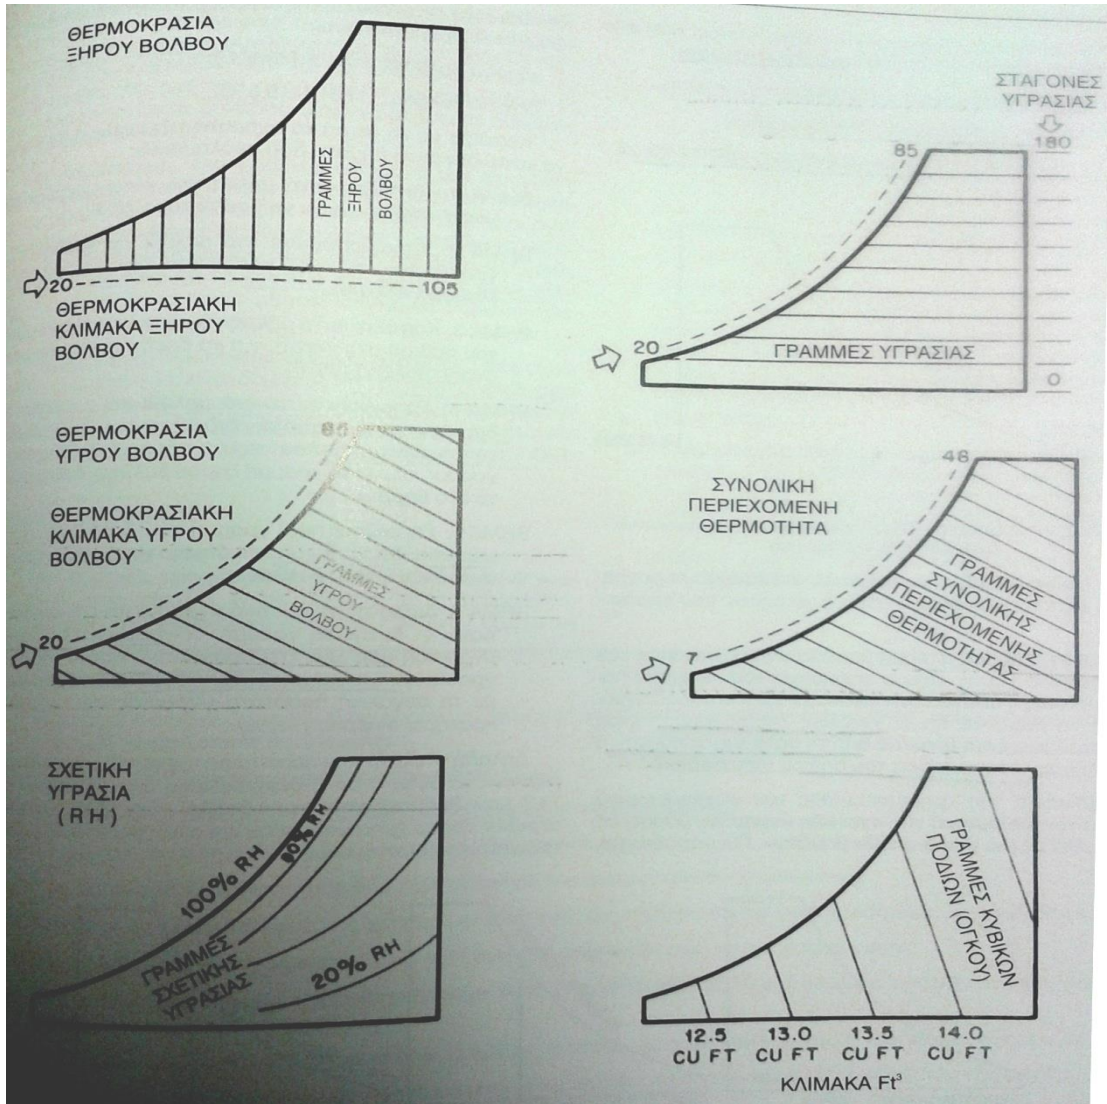 ΘΕΡΜΟΚΡΑΣΙΑ
ΞΗΡΟΥ ΒΟΛΒΟΥ
ΓΡΑΜΜΕΣ
ΞΗΡΟΥ
ΒΟΛΒΟΥ
20
105
ΘΕΡΜΟΚΡΑΣΙΑΚΗ
ΚΛΙΜΑΚΑ ΞΗΡΟΥ
ΒΟΛΒΟΥ
ΣΤΑΓΟΝΕΣ
ΥΓΡΑΣΙΑΣ
180
85
20
ΓΡΑΜΜΕΣ ΥΓΡΑΣΙΑΣ
0
ΘΕΡΜΟΚΡΑΣΙΑ
ΥΓΡΟΥ ΒΟΛΒΟΥ
85
ΘΕΡΜΟΚΡΑΣΙΑΚΗ
ΚΛΙΜΑΚΑ ΥΓΡΟΥ
ΒΟΛΒΟΥ
ΓΡΑΜΜΕΣ
ΥΓΡΟΥ
ΒΟΛΒΟΥ
20
48
ΣΥΝΟΛΙΚΗ
ΠΕΡΙΕΧΟΜΕΝΗ
ΘΕΡΜΟΤΗΤΑ
ΓΡΑΜΜΕΣ
ΣΥΝΟΛΙΚΗΣ
ΠΕΡΙΕΧΟΜΕΝΗΣ
ΘΕΡΜΟΤΗΤΑΣ
7
ΣΧΕΤΙΚΗ
ΥΓΡΑΣΙΑ
(RH)
100% RH
90% RH
ΓΡΑΜΜΕΣ
ΣΧΕΤΙΚΗΣ
ΥΓΡΑΣΙΑΣ
20% RH
ΓΡΑΜΜΕΣ ΚΥΒΙΚΩΝ
ΠΟΔΙΩΝ (ΟΓΚΟΥ)
12.5 13.0 13.5 14.0
CU FT CU FT CU FT CU FT
ΚΛΙΜΑΚΑ Ft³